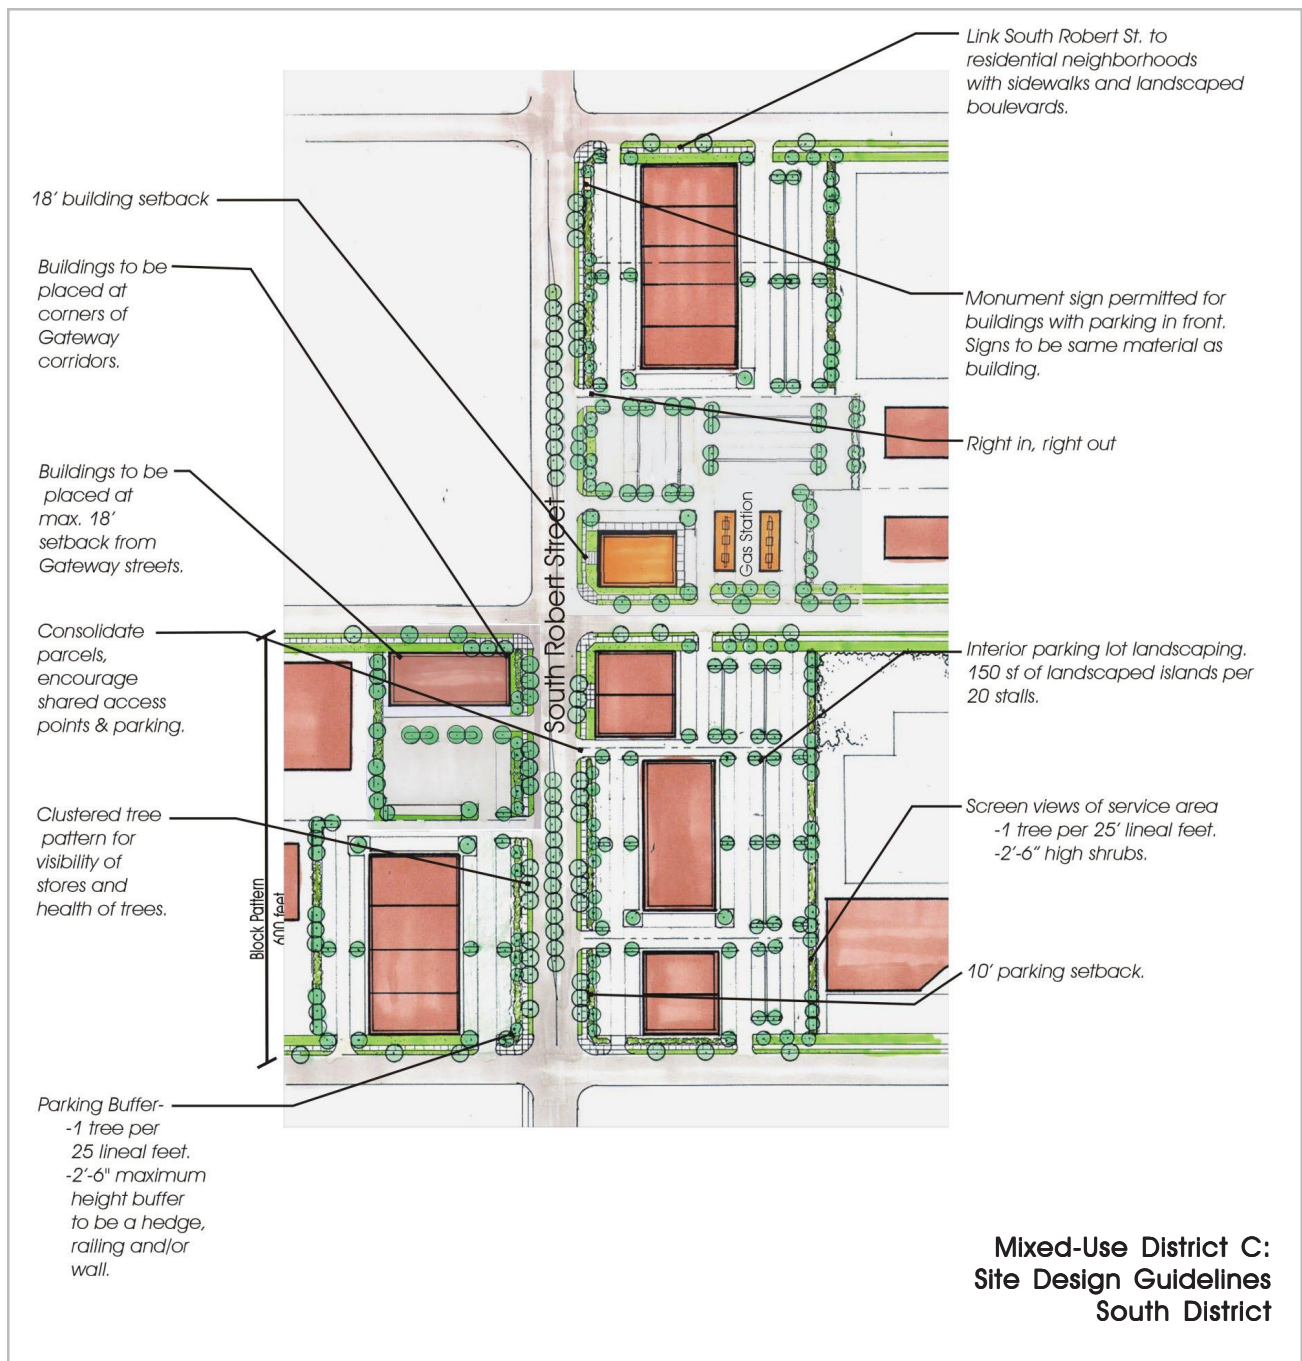 Link South Robert St. to
residential neighborhoods
with sidewalks and landscaped
boulevards.
18' building setback
Buildings to be
placed at
corners of
Gateway
corridors.
Monument sign permitted for
buildings with parking in front.
Signs to be same material as
building.
Right in, right out
Buildings to be
placed at
max. 18'
setback from
Gateway streets.
South Robert Street
Gas Station
Consolidate
parcels,
encourage
shared access
points & parking.
Interior parking lot landscaping.
150 sf of landscaped islands per
20 stalls.
Clustered tree
pattern for
visibility of
stores and
health of trees.
Screen views of service area
-1 tree per 25' lineal feet.
-2'-6" high shrubs.
Block Pattern
600 feet
10' parking setback.
Parking Buffer-
-1 tree per
25 lineal feet.
-2'-6" maximum
height buffer
to be a hedge,
railing and/or
wall.
Mixed-Use District C:
Site Design Guidelines
South District